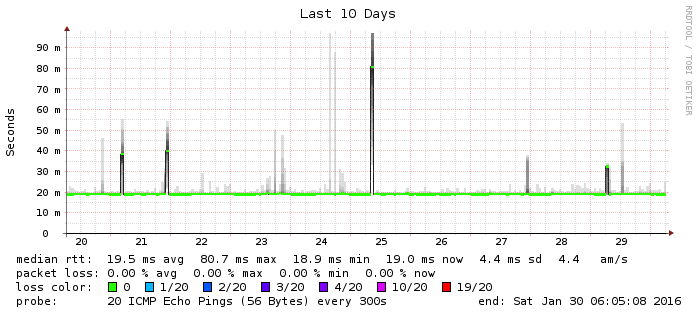 Last 10 Days
RRDTOOL / TOBI OETIKER
Seconds
90 m
80 m
70 m
60 m
50 m
40 m
30 m
20 m
10 m
0
20 21 22 23 24 25 26 27 28 29
median rtt: 19.5 ms avg 80.7 ms max 18.9 ms min 19.0 ms now 4.4 ms sd 4.4 am/s
packet loss: 0.00 % avg 0.00 % max 0.00 % min 0.00 % now
loss color: 0 1/20 2/20 3/20 4/20 10/20 19/20
probe: 20 ICMP Echo Pings (56 Bytes) every 300s end: Sat Jan 30 06:05:08 2016